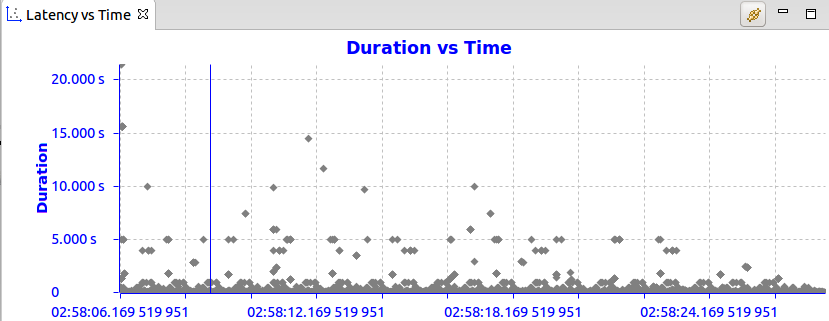 Latency vs Time
Duration vs Time
Duration
20.000 s
15.000 s
10.000 s
5.000 s
0
02:58:06.169 519 951
02:58:12.169 519 951
02:58:18.169 519 951
02:58:24.169 519 951